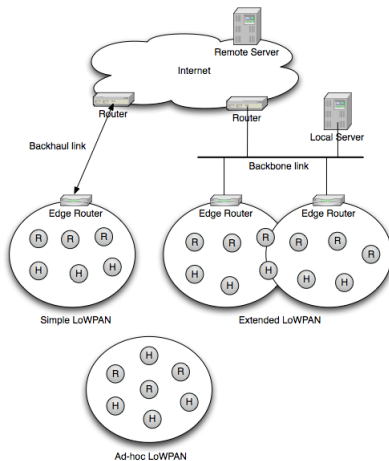 Remote Server
Internet
Router
Router
Local Server
Backhaul link
Backbone link
Edge Router
Edge Router
Edge Router
R R R
H H H
R R R
H H H
R R R
H H
Simple LoWPAN
Extended LoWPAN
H
R R
R
H H
H
Ad-hoc LoWPAN